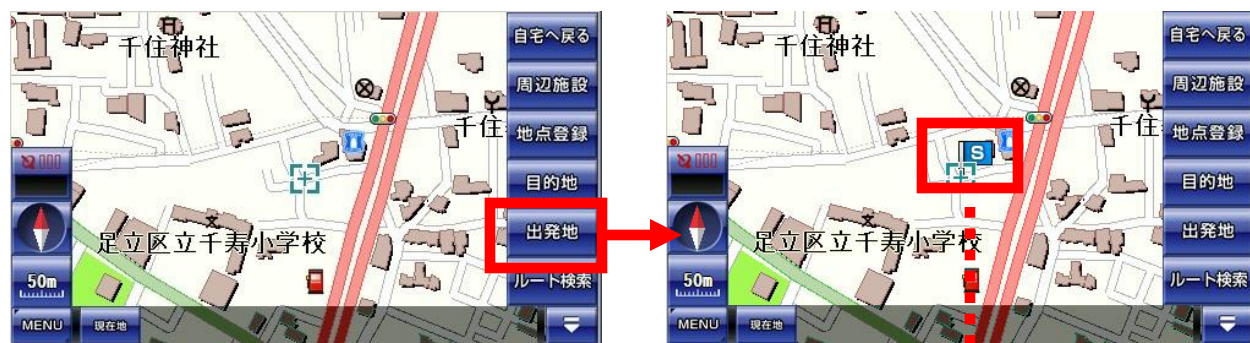 千住神社
千住
足立区立千寿小学校
50m
MENU
現在地
自宅へ戻る
周辺施設
地点登録
目的地
出発地
ルート検索
千住神社
千住
S
足立区立千寿小学校
50m
MENU
現在地
自宅へ戻る
周辺施設
地点登録
目的地
出発地
ルート検索